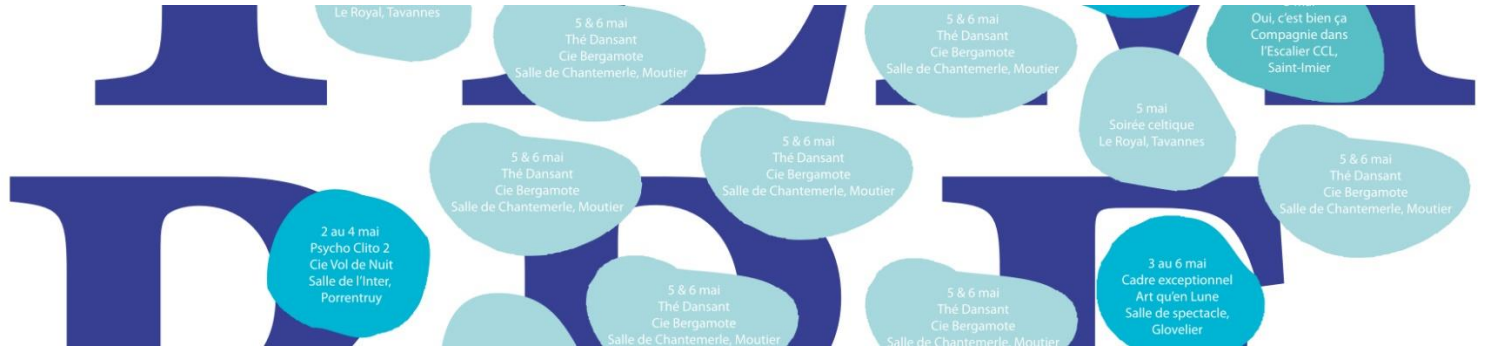 Le Royal, Tavannes
5 & 6 mai
Thé Dansant
Cie Bergamote
Salle de Chantemerle, Moutier
5 & 6 mai
Thé Dansant
Cie Bergamote
Salle de Chantemerle, Moutier
Oui, c'est bien ça
Compagnie dans
l'Escalier CCL,
Saint-Imier
5 mai
Soirée celtique
Le Royal, Tavannes
5 & 6 mai
Thé Dansant
Cie Bergamote
Salle de Chantemerle, Moutier
5 & 6 mai
Thé Dansant
Cie Bergamote
Salle de Chantemerle, Moutier
5 & 6 mai
Thé Dansant
Cie Bergamote
Salle de Chantemerle, Moutier
2 au 4 mai
Psycho Clito 2
Cie Vol de Nuit
Salle de l'Inter,
Porrentruy
5 & 6 mai
Thé Dansant
Cie Bergamote
Salle de Chantemerle, Moutier
5 & 6 mai
Thé Dansant
Cie Bergamote
Salle de Chantemerle, Moutier
3 au 6 mai
Cadre exceptionnel
Art qu'en Lune
Salle de spectacle,
Glovelier